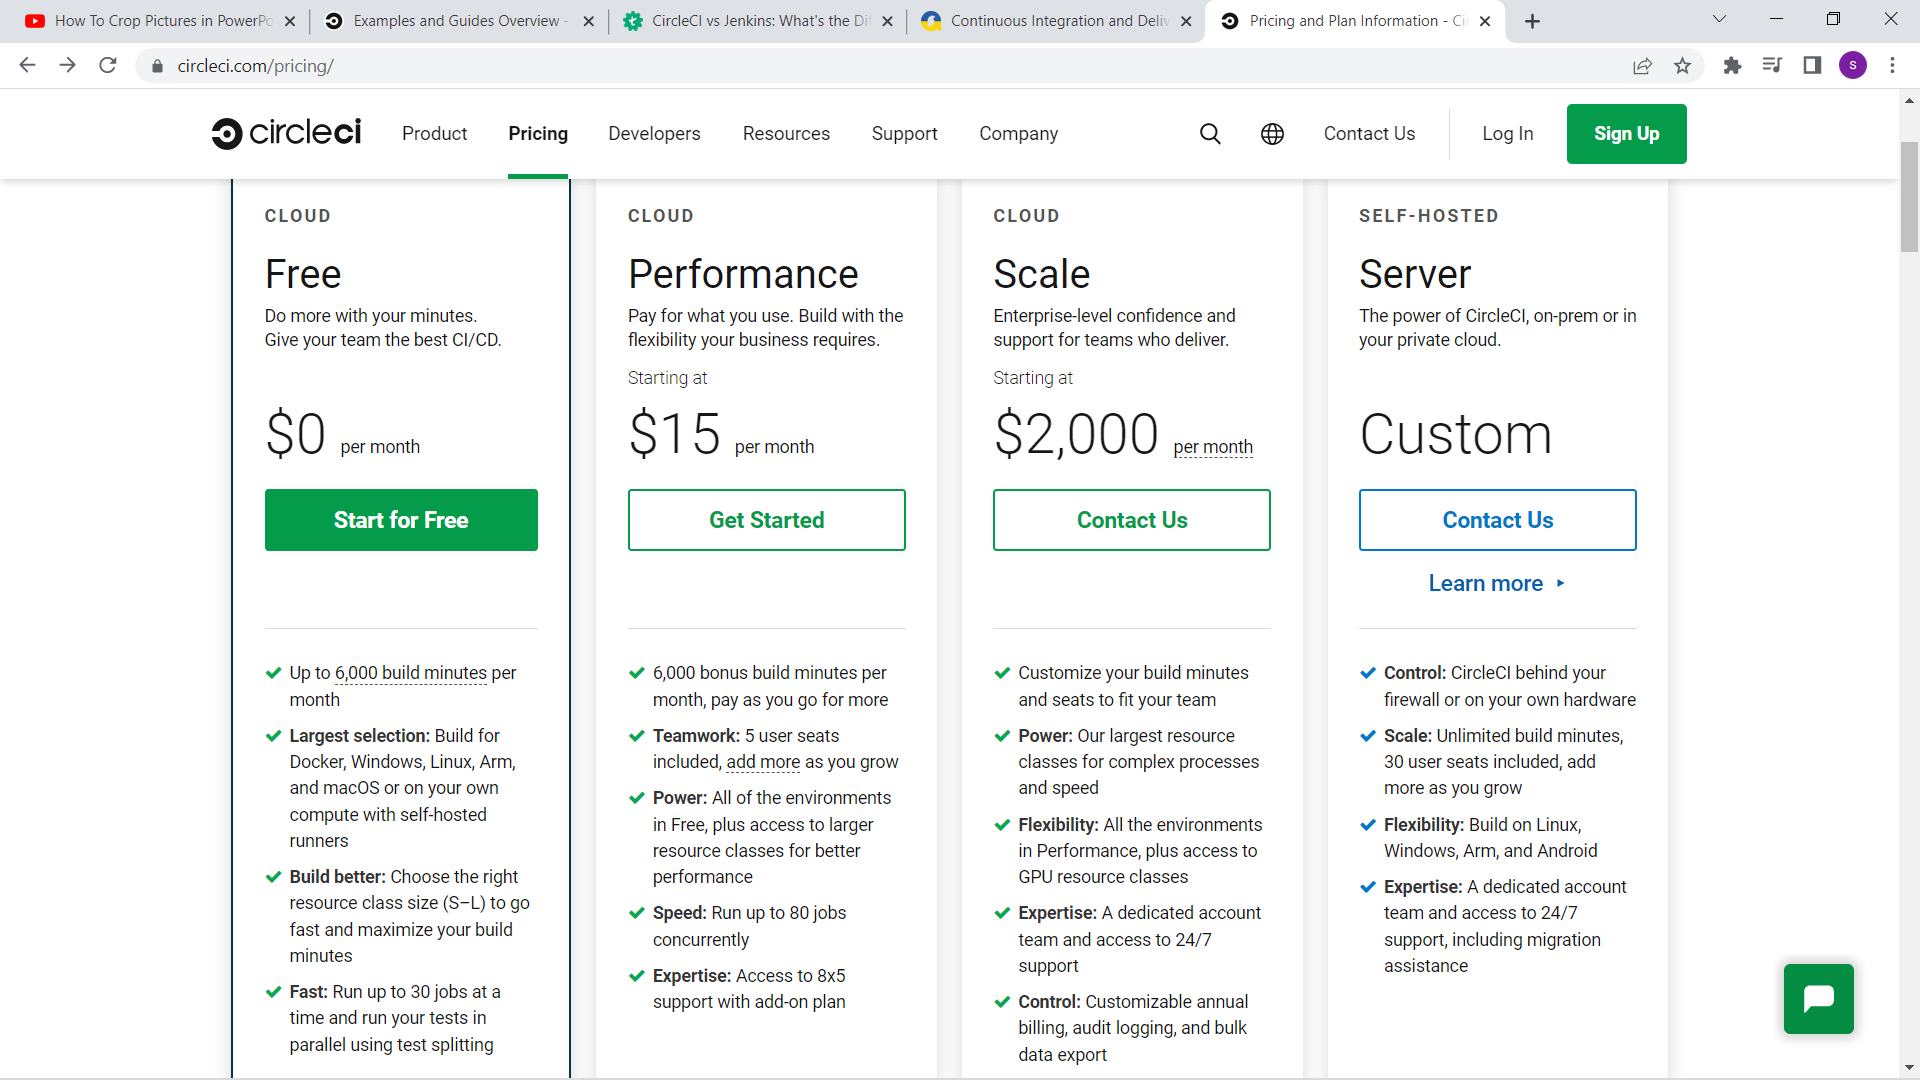 How To Crop Pictures in PowerPo
Examples and Guides Overview -
CircleCI vs Jenkins: What's the Dif
Continuous Integration and Deliv
Pricing and Plan Information - Ci
circleci.com/pricing/
S
circleci
Product
Pricing
Developers
Resources
Support
Company
Contact Us
Log In
Sign Up
CLOUD
Free
Do more with your minutes.
Give your team the best CI/CD.
$0 per month
Start for Free
Up to 6,000 build minutes per
month
Largest selection: Build for
Docker, Windows, Linux, Arm,
and macOS or on your own
compute with self-hosted
runners
Build better: Choose the right
resource class size (S–L) to go
fast and maximize your build
minutes
Fast: Run up to 30 jobs at a
time and run your tests in
parallel using test splitting
CLOUD
Performance
Pay for what you use. Build with the
flexibility your business requires.
Starting at
$15 per month
Get Started
6,000 bonus build minutes per
month, pay as you go for more
Teamwork: 5 user seats
included, add more as you grow
Power: All of the environments
in Free, plus access to larger
resource classes for better
performance
Speed: Run up to 80 jobs
concurrently
Expertise: Access to 8x5
support with add-on plan
CLOUD
Scale
Enterprise-level confidence and
support for teams who deliver.
Starting at
$2,000 per month
Contact Us
Customize your build minutes
and seats to fit your team
Power: Our largest resource
classes for complex processes
and speed
Flexibility: All the environments
in Performance, plus access to
GPU resource classes
Expertise: A dedicated account
team and access to 24/7
support
Control: Customizable annual
billing, audit logging, and bulk
data export
SELF-HOSTED
Server
The power of CircleCI, on-prem or in
your private cloud.
Custom
Contact Us
Learn more
Control: CircleCI behind your
firewall or on your own hardware
Scale: Unlimited build minutes,
30 user seats included, add
more as you grow
Flexibility: Build on Linux,
Windows, Arm, and Android
Expertise: A dedicated account
team and access to 24/7
support, including migration
assistance